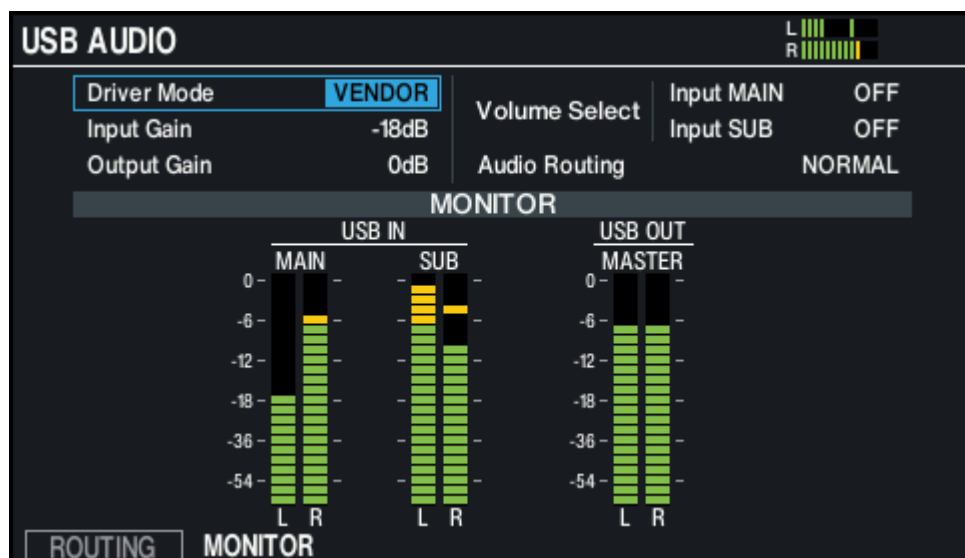 USB AUDIO
L
R
Driver Mode VENDOR
Input Gain -18dB
Output Gain 0dB
Volume Select
Input MAIN OFF
Input SUB OFF
Audio Routing NORMAL
MONITOR
USB IN USB OUT
MAIN SUB MASTER
0 0
-6 -6
-12 -12
-18 -18
-36 -36
-54 -54
L R L R L R
ROUTING MONITOR